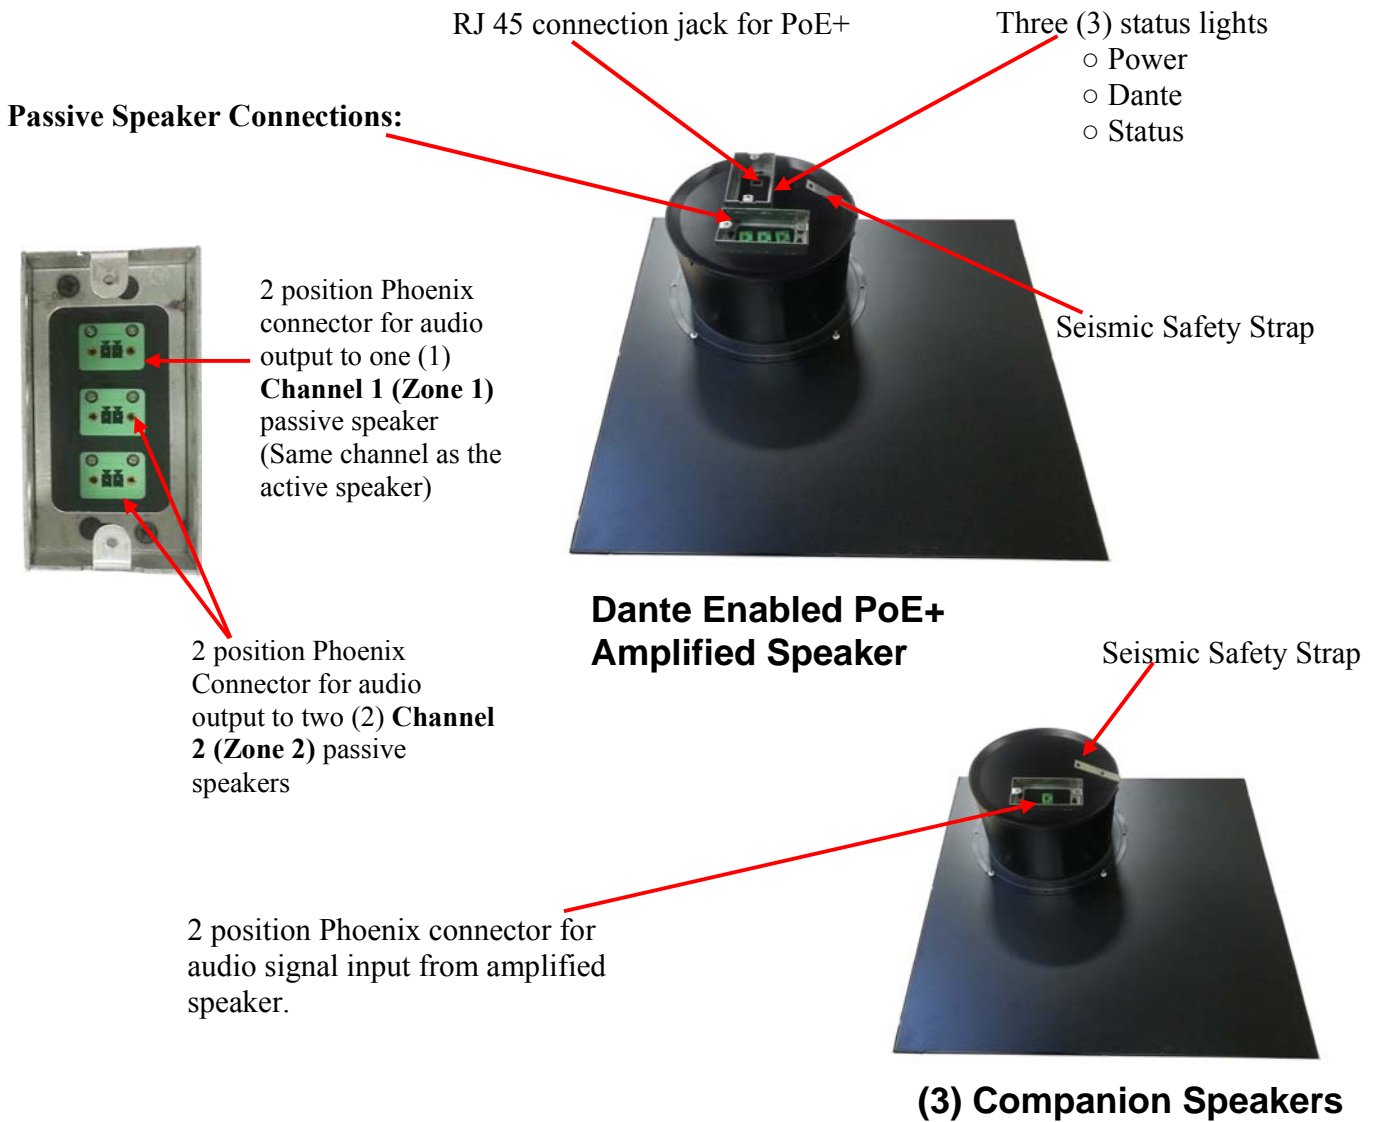 RJ 45 connection jack for PoE+
Three (3) status lights
○ Power
○ Dante
○ Status
Passive Speaker Connections:
2 position Phoenix
connector for audio
output to one (1)
Channel 1 (Zone 1)
passive speaker
(Same channel as the
active speaker)
Seismic Safety Strap
Dante Enabled PoE+
Amplified Speaker
2 position Phoenix
Connector for audio
output to two (2) Channel
2 (Zone 2) passive
speakers
Seismic Safety Strap
2 position Phoenix connector for
audio signal input from amplified
speaker.
(3) Companion Speakers